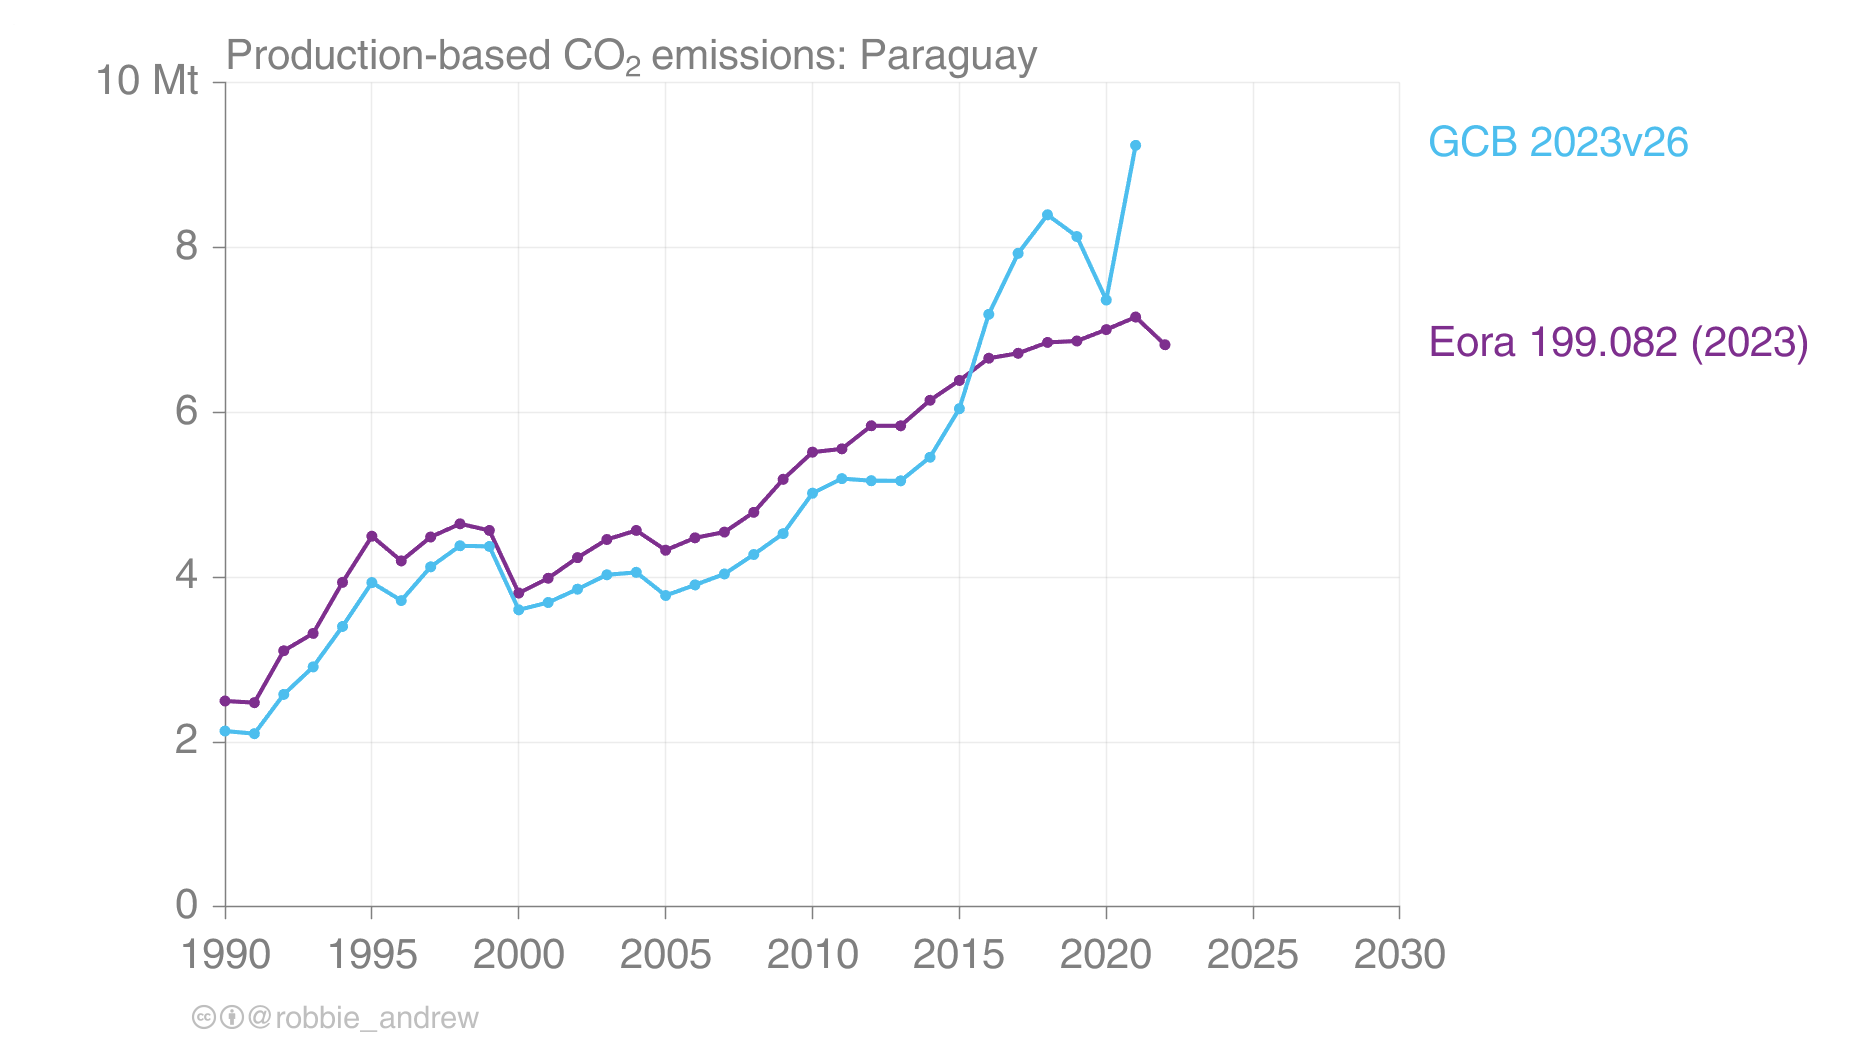 Production-based CO₂ emissions: Paraguay
10 Mt
8
6
4
2
0
1990 1995 2000 2005 2010 2015 2020 2025 2030
GCB 2023v26
Eora 199.082 (2023)
cc @robbie_andrew